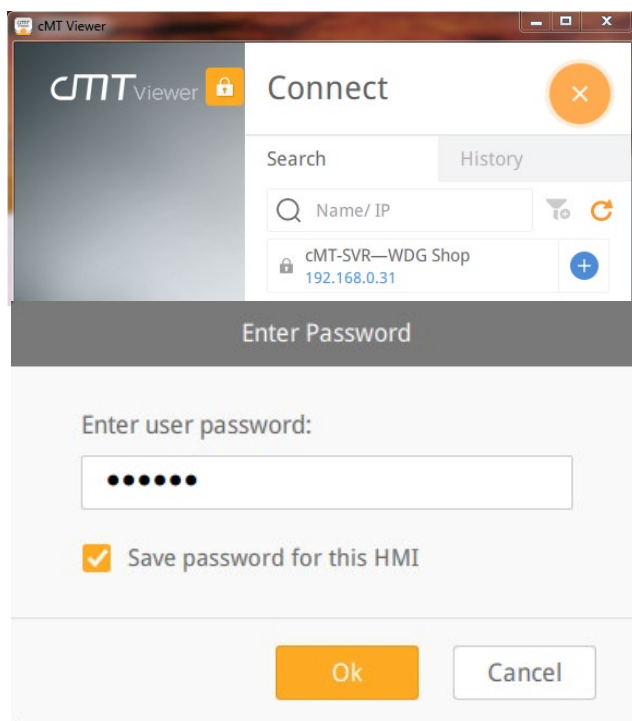 cMT Viewer
cMT Viewer
Connect
Search History
Name/ IP
cMT-SVR—WDG Shop
192.168.0.31
Enter Password
Enter user password:
••••••
Save password for this HMI
Ok Cancel